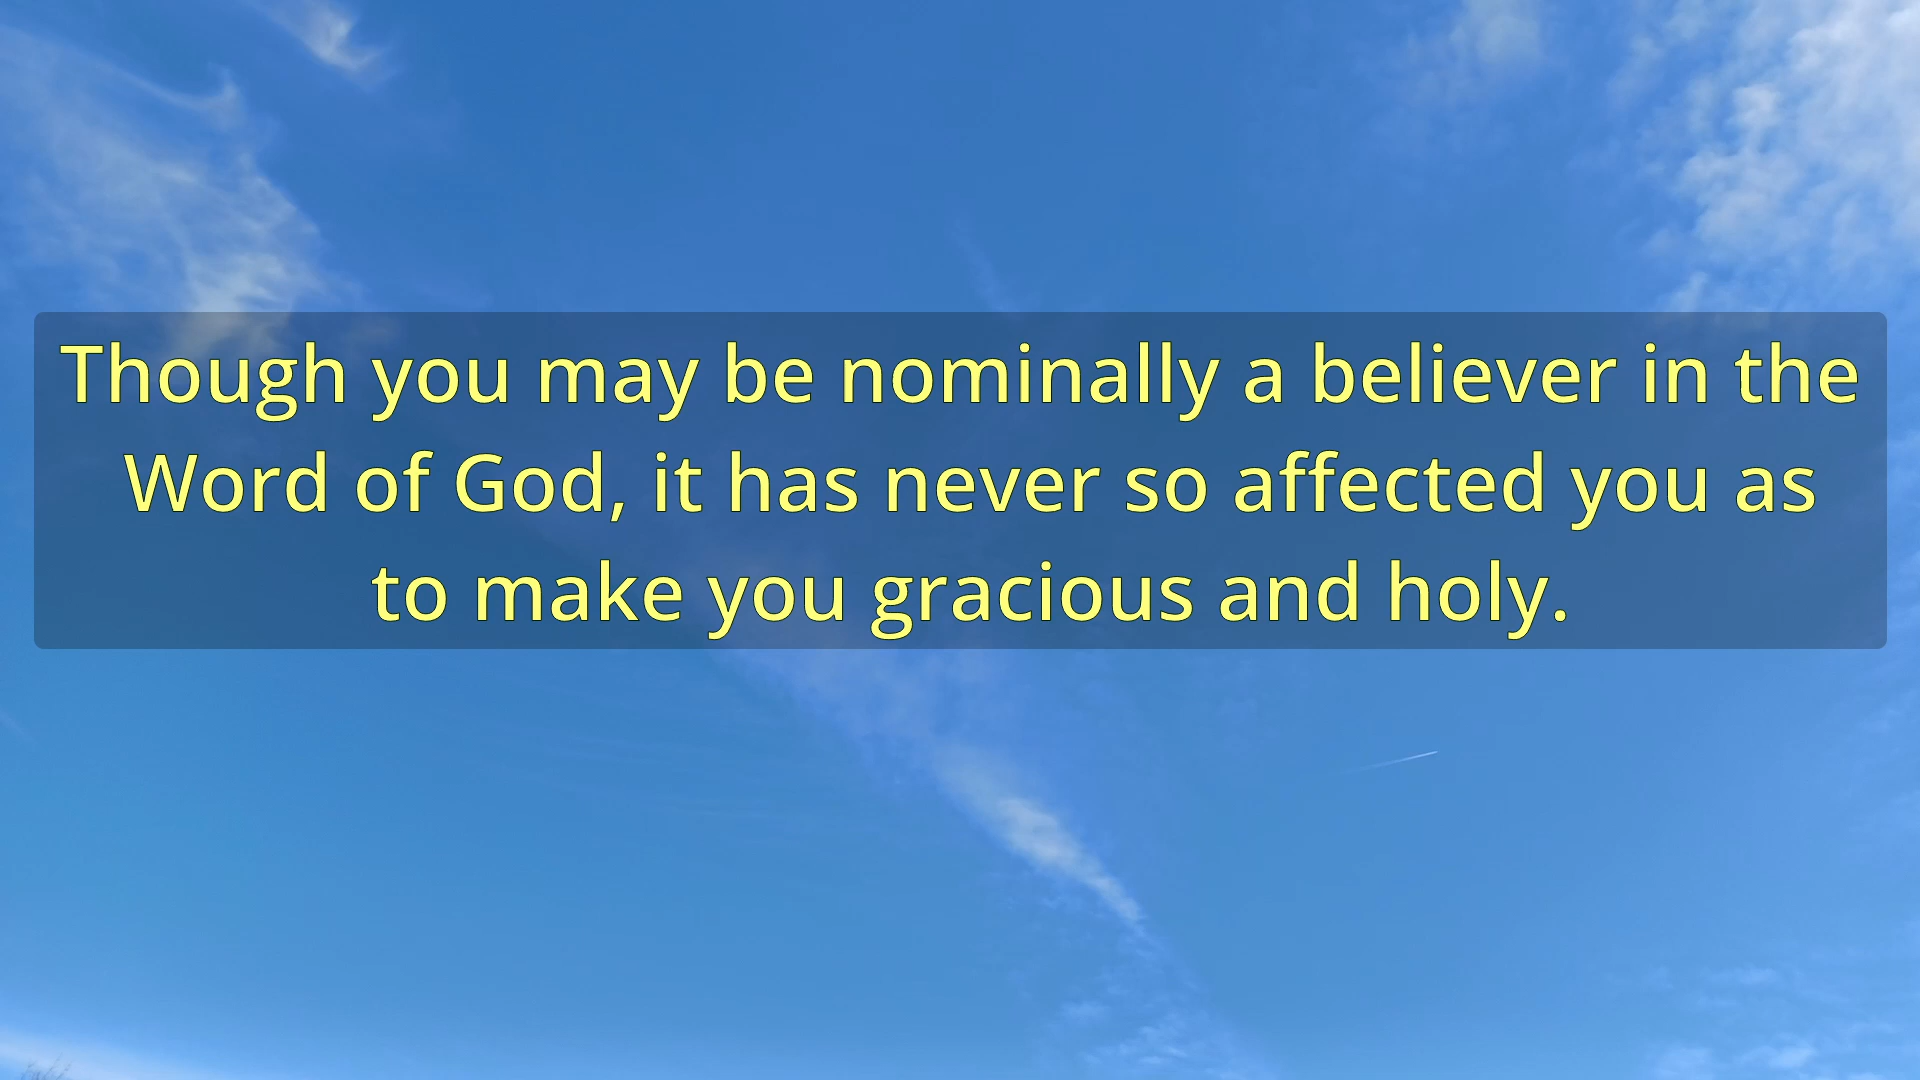 Though you may be nominally a believer in the
Word of God, it has never so affected you as
to make you gracious and holy.